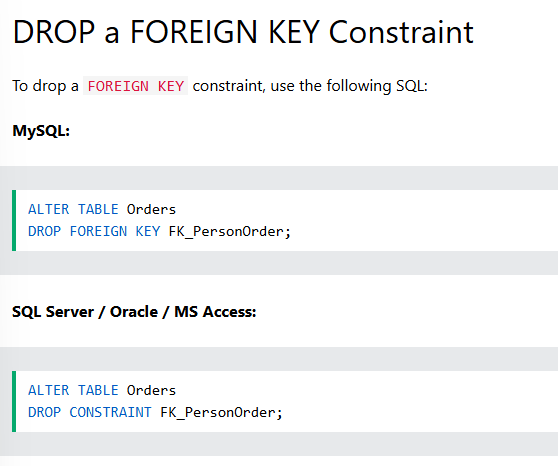 DROP a FOREIGN KEY Constraint
To drop a FOREIGN KEY constraint, use the following SQL:
MySQL:
ALTER TABLE Orders
DROP FOREIGN KEY FK_PersonOrder;
SQL Server / Oracle / MS Access:
ALTER TABLE Orders
DROP CONSTRAINT FK_PersonOrder;